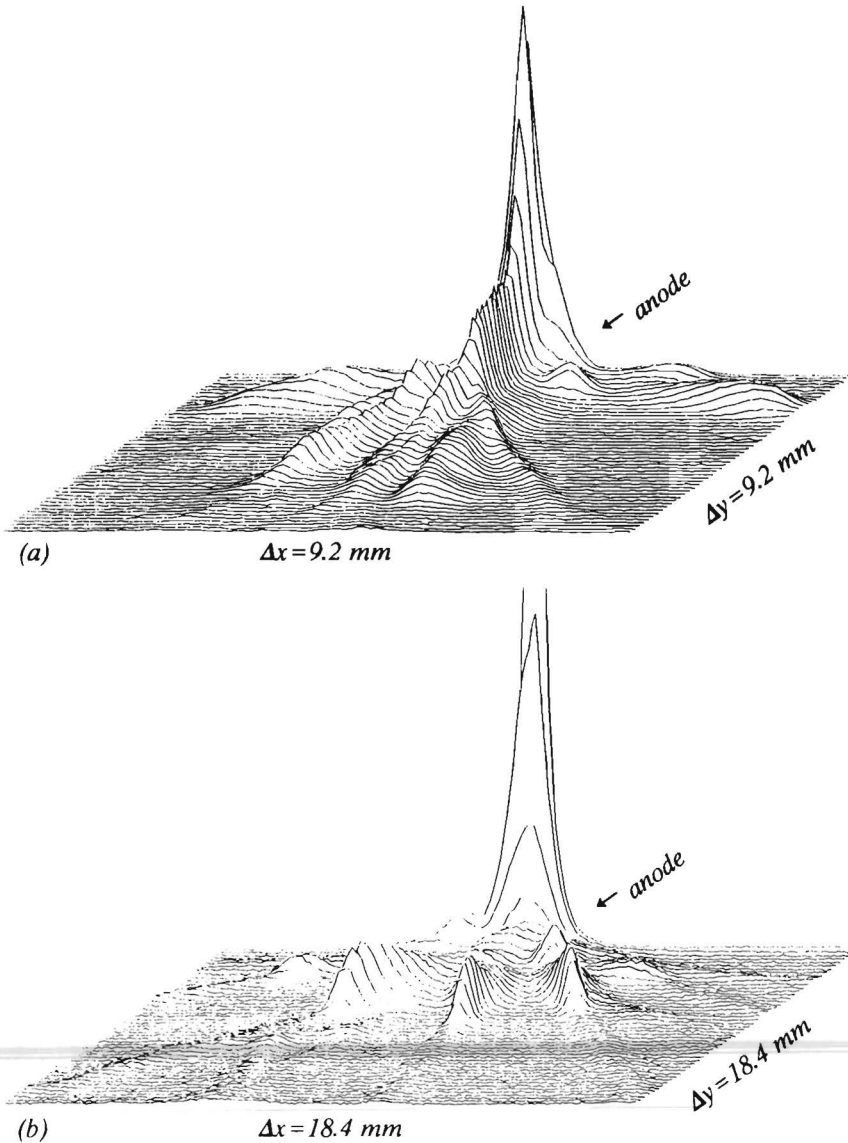 ← anode
Δy=9.2 mm
(a) Δx=9.2 mm
← anode
Δy=18.4 mm
(b) Δx=18.4 mm